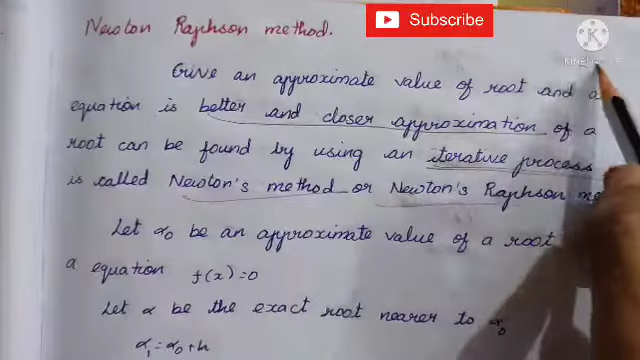 Newton Raphson method.
Subscribe
KINEMASTER
Give an approximate value of root and a
equation is better and closer approximation of a
root can be found by using an iterative process
is called Newton's method or Newton's Raphson me
Let α₀ be an approximate value of a root
a equation f(x)=0
Let α be the exact root nearer to α₀
α₁=α₀+h